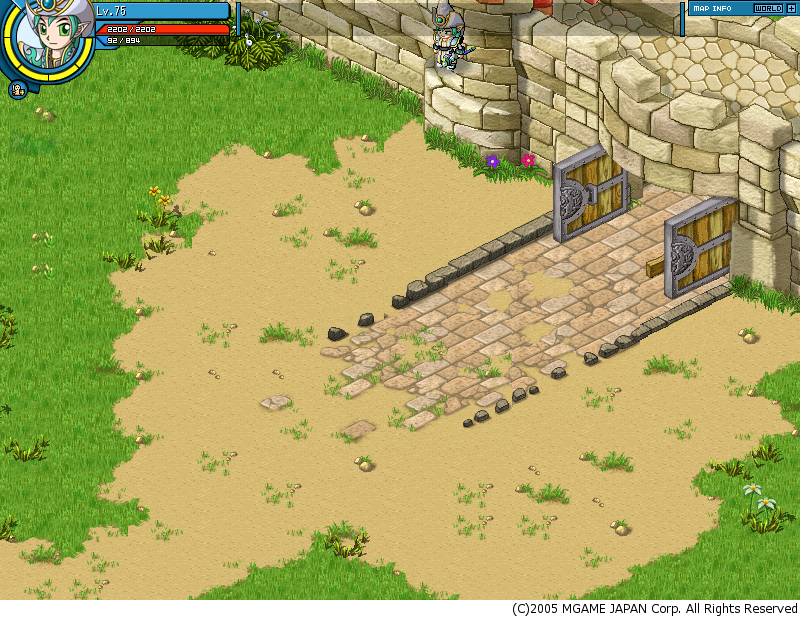 Lv.75
MAP INFO WORLD
2202 / 2202
92 / 894
(C)2005 MGAME JAPAN Corp. All Rights Reserved